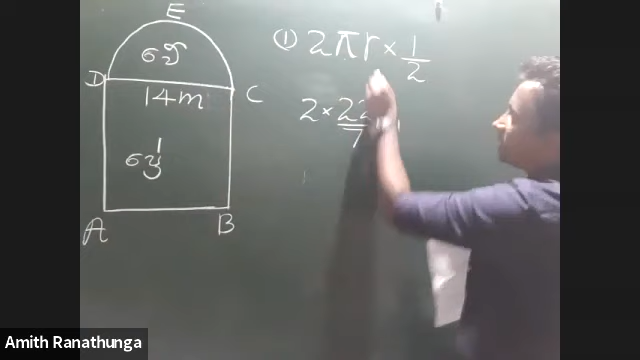 E
D
14m
C
A
B
① 2πr × 1/2
2 × 22/7
Amith Ranathunga